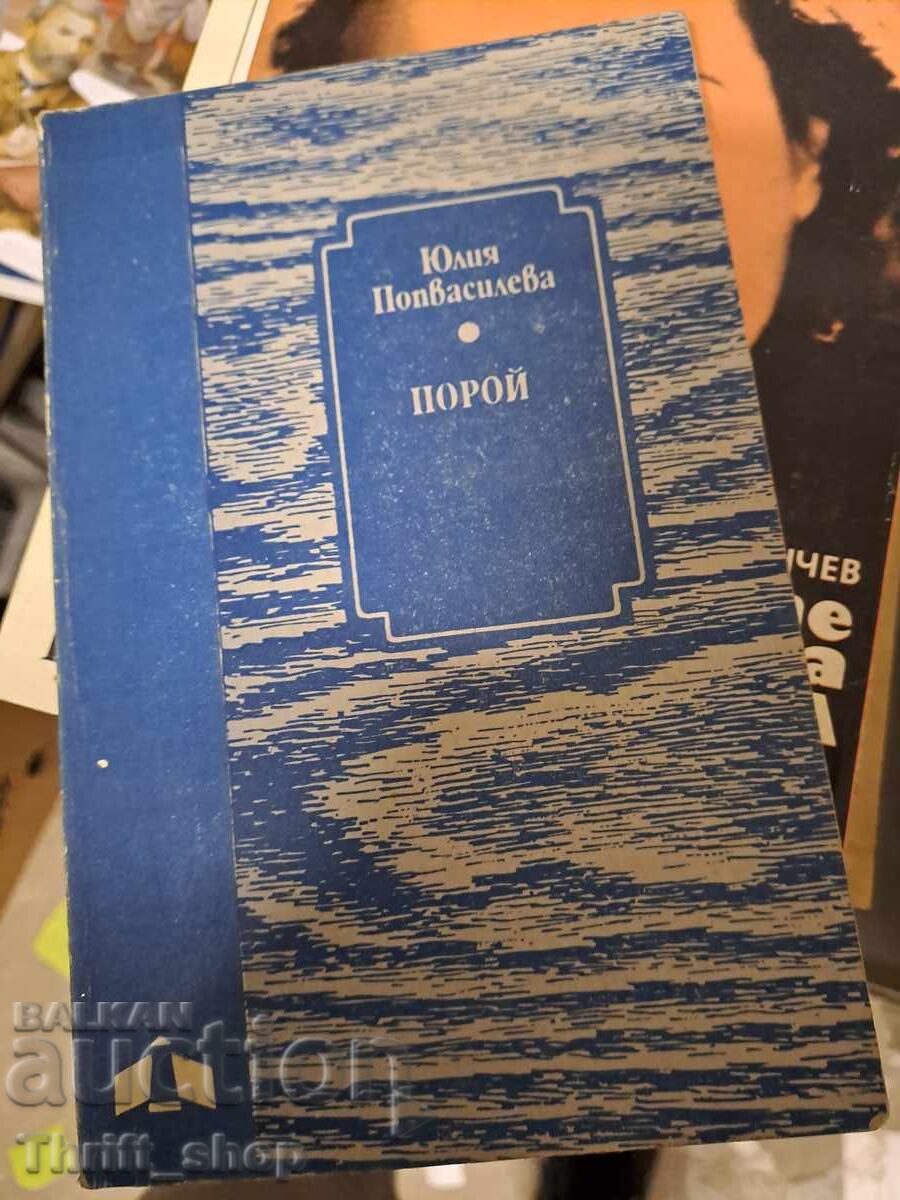 Юлия
Попвасилева
ПОРОЙ
ЧЕВ
BALKAN
auction
Thrift_shop